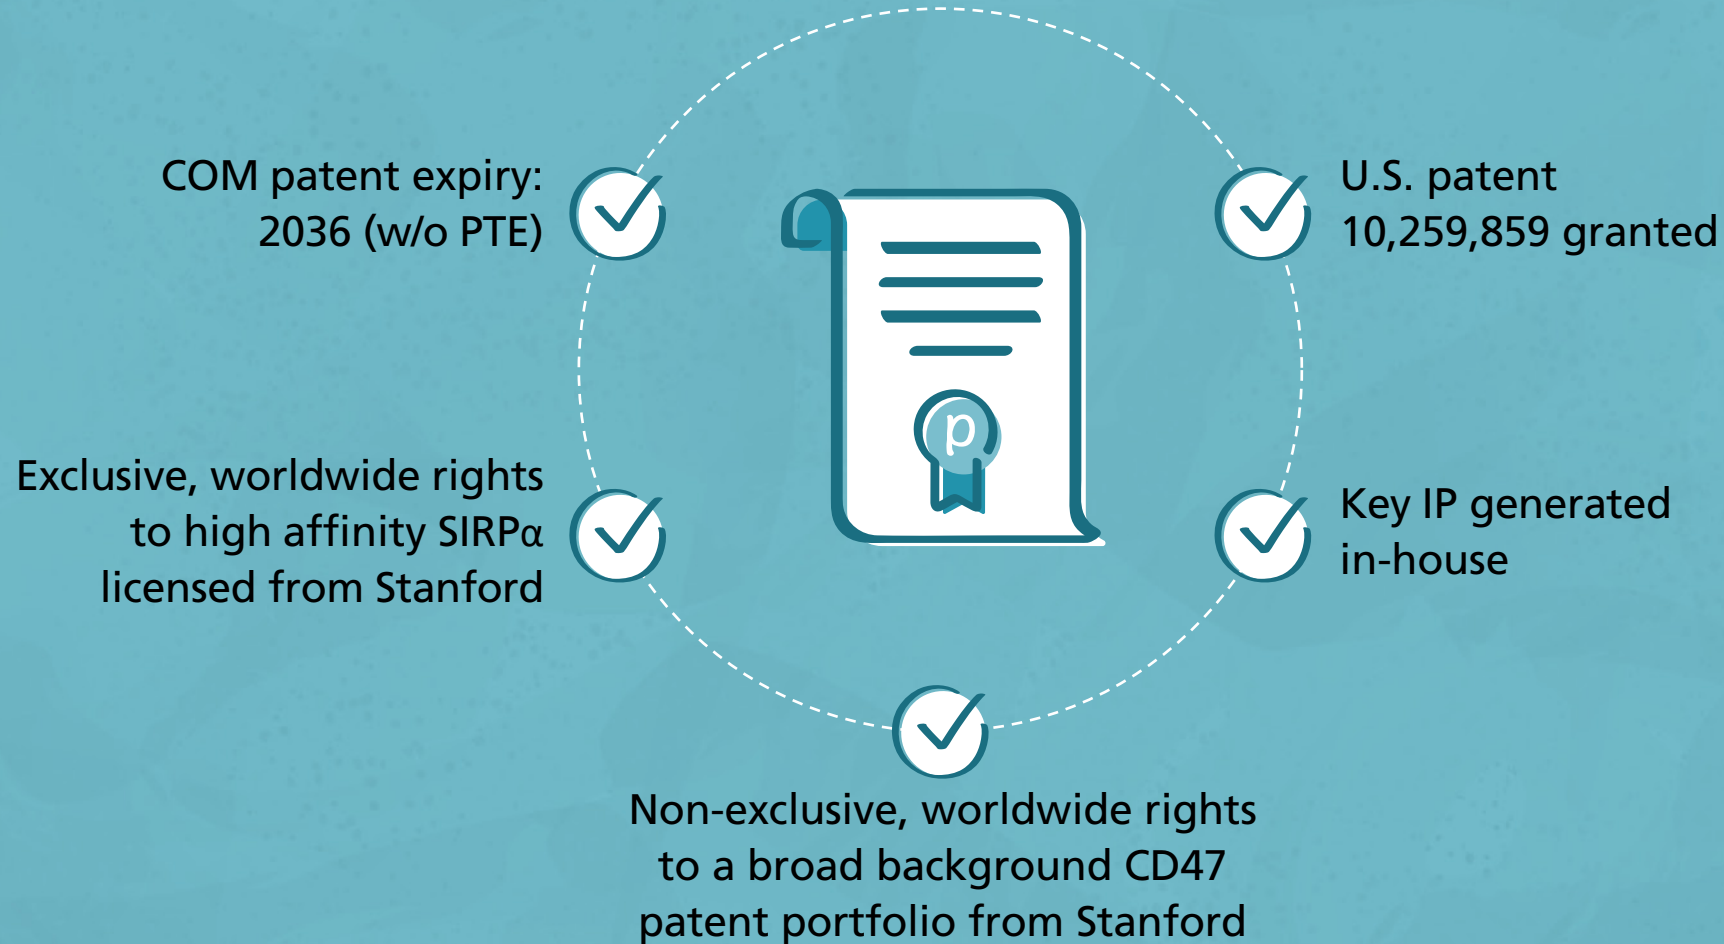 COM patent expiry:
2036 (w/o PTE)
U.S. patent
10,259,859 granted
p
Exclusive, worldwide rights
to high affinity SIRPα
licensed from Stanford
Key IP generated
in-house
Non-exclusive, worldwide rights
to a broad background CD47
patent portfolio from Stanford